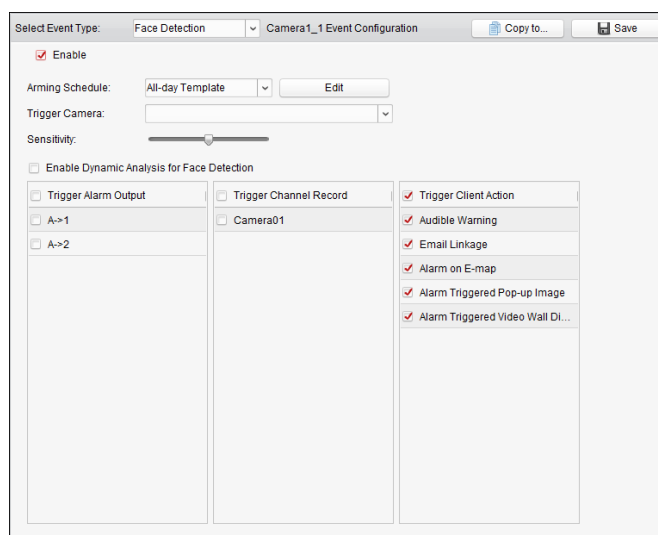 Select Event Type: Face Detection Camera1_1 Event Configuration Copy to... Save
Enable
Arming Schedule: All-day Template Edit
Trigger Camera:
Sensitivity:
Enable Dynamic Analysis for Face Detection
Trigger Alarm Output Trigger Channel Record Trigger Client Action
A->1 Camera01 Audible Warning
A->2 Email Linkage
Alarm on E-map
Alarm Triggered Pop-up Image
Alarm Triggered Video Wall Di...